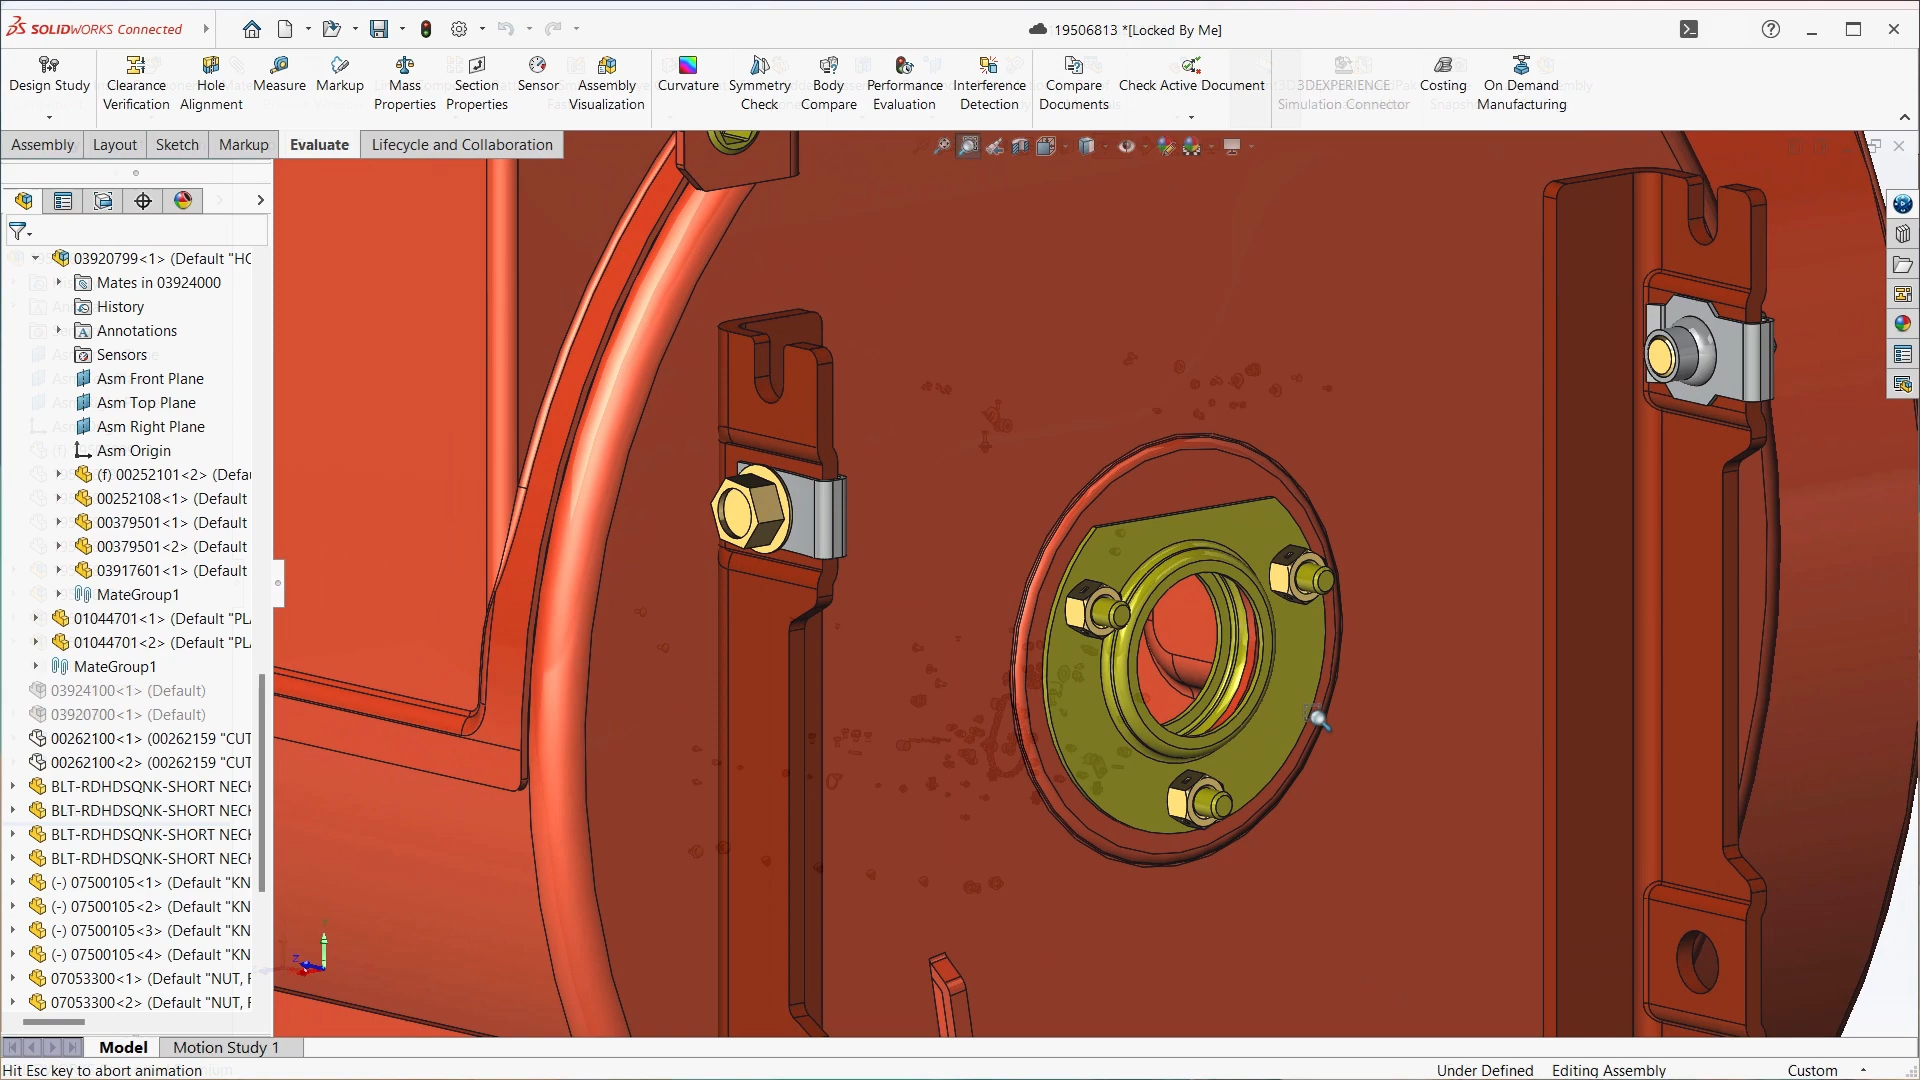 SOLIDWORKS Connected
19506813 *[Locked By Me]
Design Study
Clearance Verification
Hole Alignment
Measure
Markup
Mass Properties
Section Properties
Sensor
Assembly Visualization
Curvature
Symmetry Check
Body Compare
Performance Evaluation
Interference Detection
Compare Documents
Check Active Document
3DEXPERIENCE Simulation Connector
Costing
On Demand Manufacturing
Assembly
Layout
Sketch
Markup
Evaluate
Lifecycle and Collaboration
03920799<1> (Default "HO
Mates in 03924000
History
Annotations
Sensors
Asm Front Plane
Asm Top Plane
Asm Right Plane
Asm Origin
(f) 00252101<2> (Defau
00252108<1> (Default
00379501<1> (Default
00379501<2> (Default
03917601<1> (Default
MateGroup1
01044701<1> (Default "PL
01044701<2> (Default "PL
MateGroup1
03924100<1> (Default)
03920700<1> (Default)
00262100<1> (00262159 "CUT
00262100<2> (00262159 "CUT
BLT-RDHDSQNK-SHORT NECK
BLT-RDHDSQNK-SHORT NECK
BLT-RDHDSQNK-SHORT NECK
BLT-RDHDSQNK-SHORT NECK
(-) 07500105<1> (Default "KN
(-) 07500105<2> (Default "KN
(-) 07500105<3> (Default "KN
(-) 07500105<4> (Default "KN
07053300<1> (Default "NUT, F
07053300<2> (Default "NUT, F
Z
Model
Motion Study 1
Hit Esc key to abort animation
Under Defined
Editing Assembly
Custom